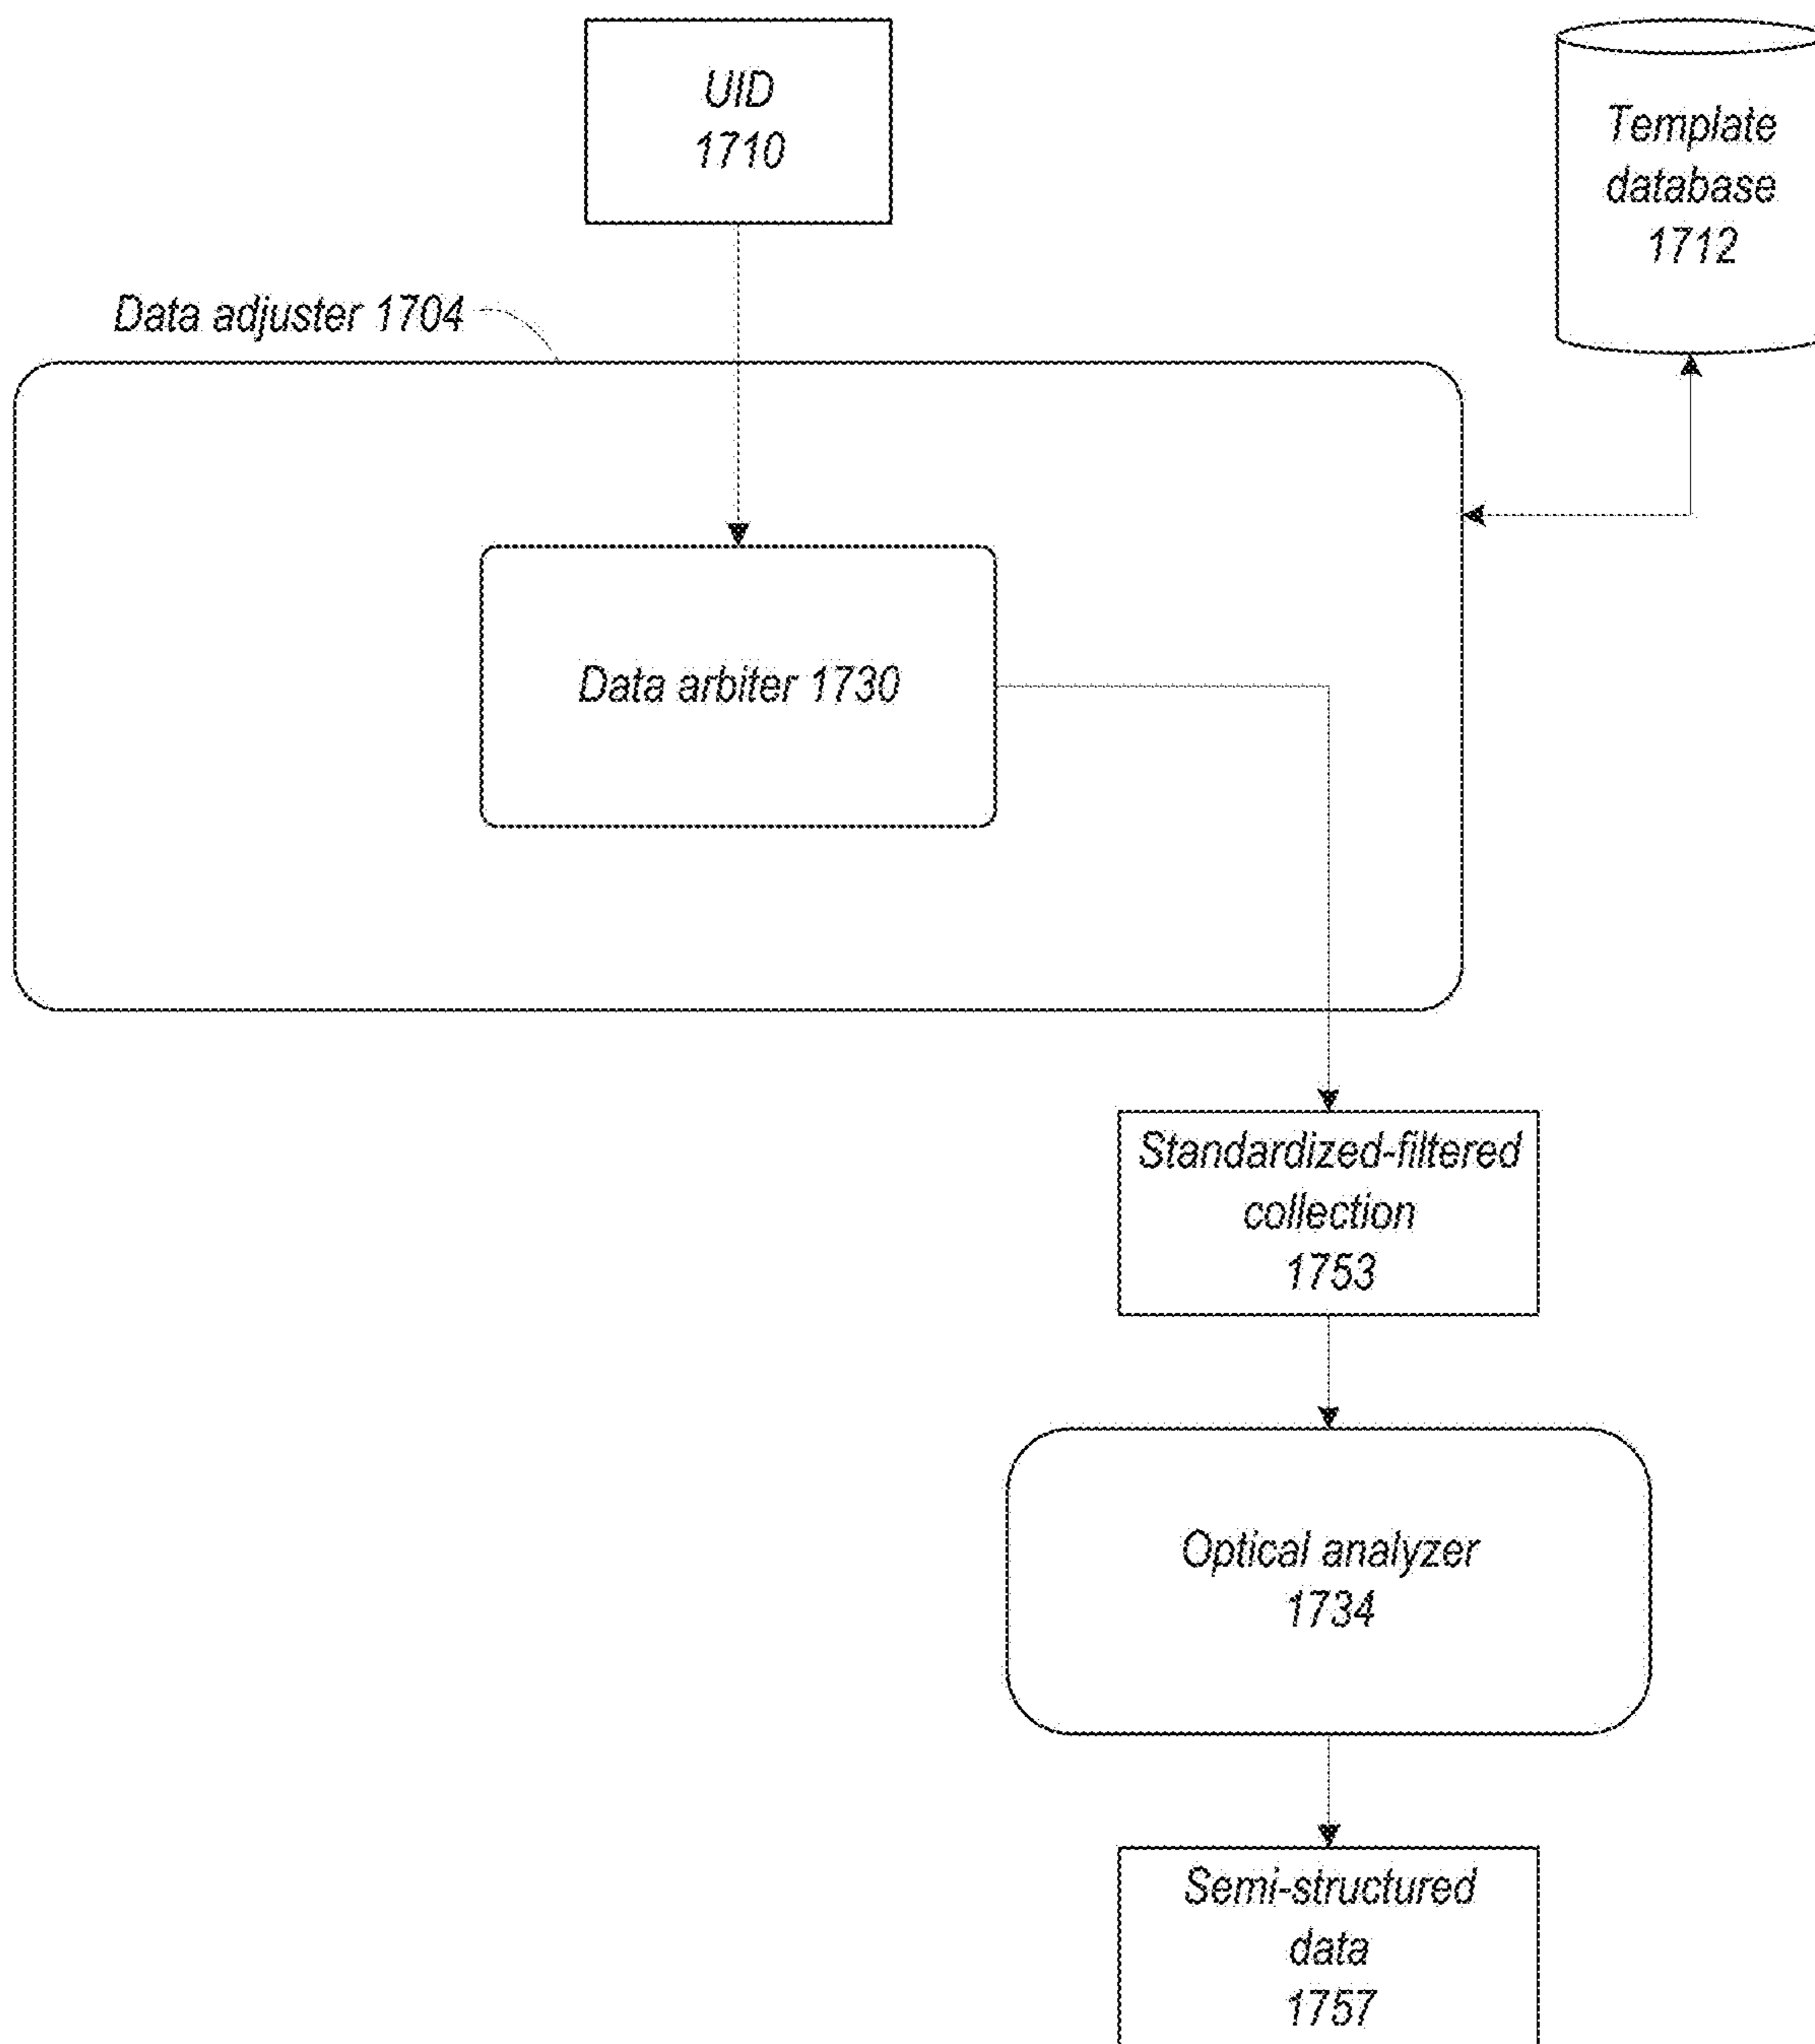 UID
1710
Template
database
1712
Data adjuster 1704
Data arbiter 1730
Standardized-filtered
collection
1753
Optical analyzer
1734
Semi-structured
data
1757